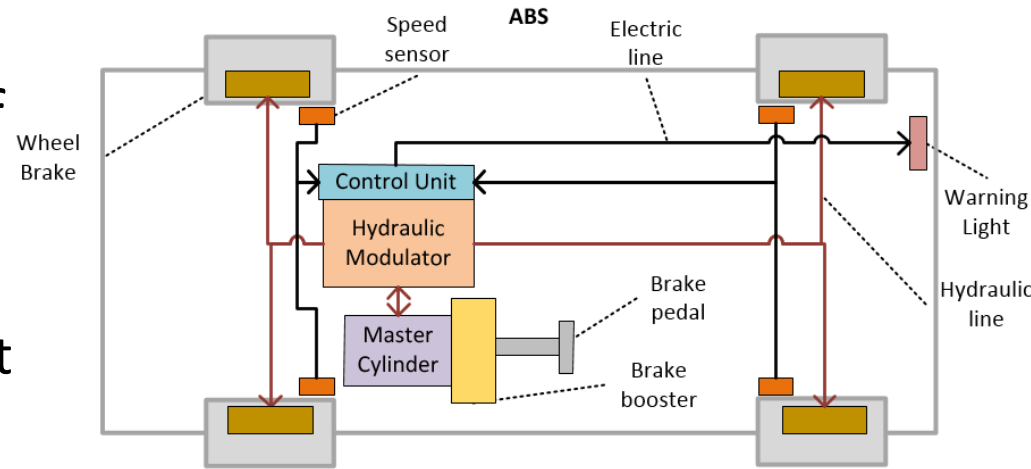 ABS
Speed
sensor
Electric
line
Wheel
Brake
Control Unit
Hydraulic
Modulator
Warning
Light
Brake
pedal
Hydraulic
line
Master
Cylinder
Brake
booster
t